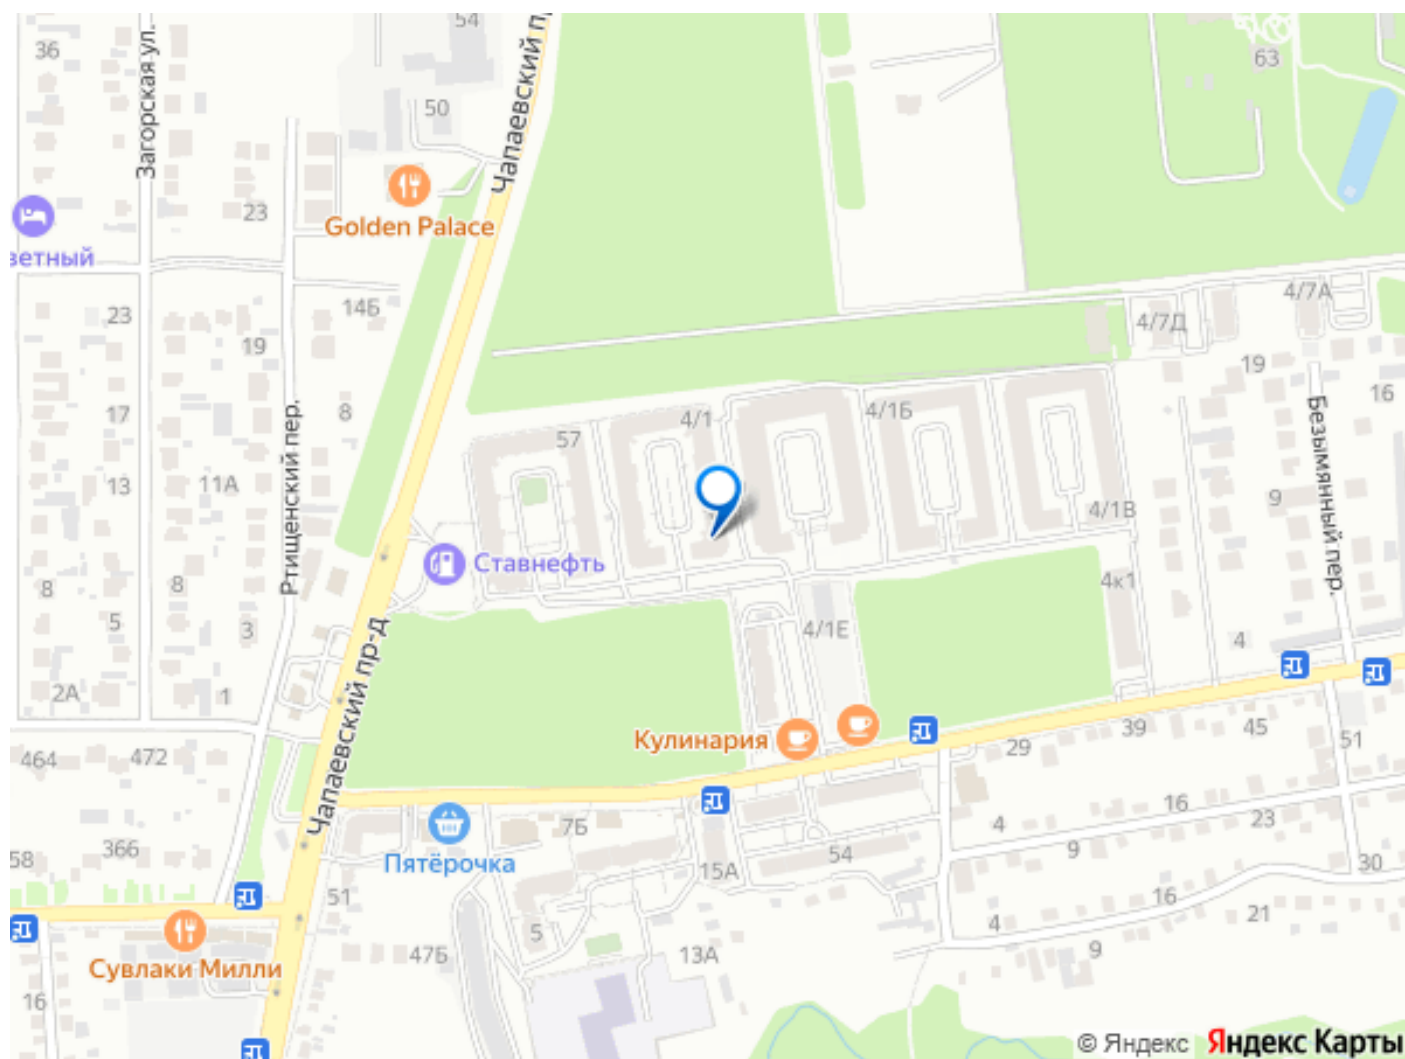 36
Загорская ул.
54
50
Чапаевский п
63
23
Golden Palace
ветный
14Б
4/7А
23
4/7Д
19
19
17
8
57
4/1
4/1Б
16
Безымянный пер.
Ртищенский пер.
13
11А
9
4/1В
Ставнефть
8
8
4к1
5
3
4/1Е
4
Чапаевский пр-д
2А
1
Кулинария
39
45
51
464
472
29
16
58
366
7Б
4
23
Пятёрочка
54
9
15А
30
51
16
5
4
21
47Б
13А
9
Сувлаки Милли
16
© Яндекс Яндекс Карты